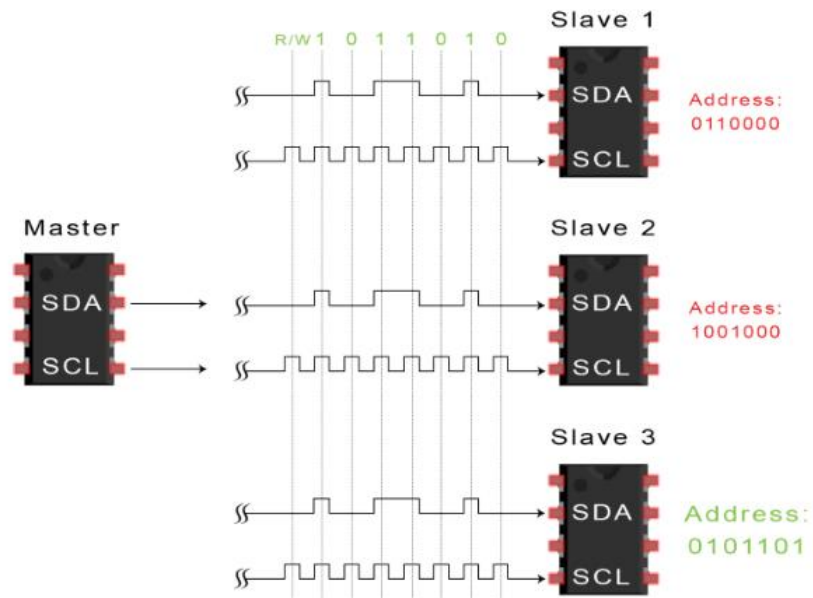 Slave 1
R/W 1 0 1 1 0 1 0
SDA
SCL
Address:
0110000
Master
SDA
SCL
Slave 2
SDA
SCL
Address:
1001000
Slave 3
SDA
SCL
Address:
0101101